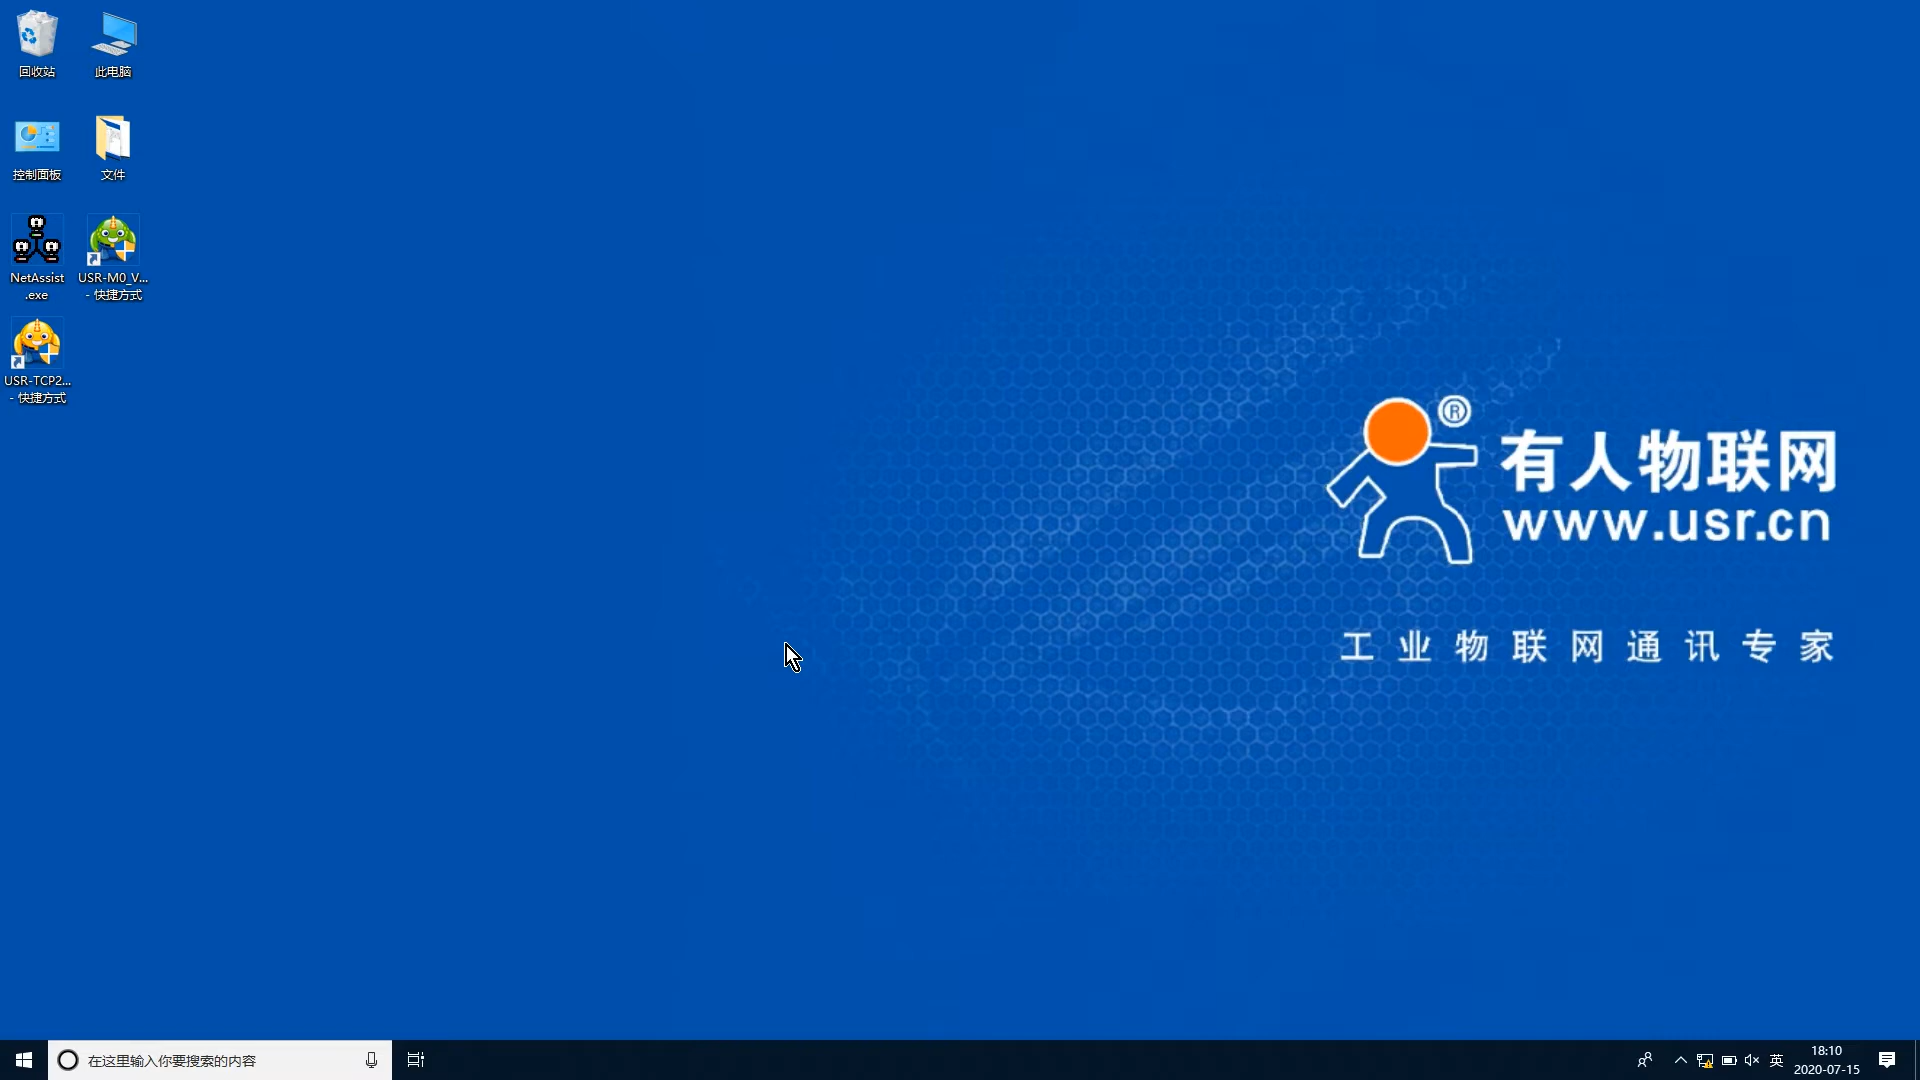 回收站
此电脑
控制面板
文件
NetAssist
.exe
USR-M0_V...
- 快捷方式
USR-TCP2...
- 快捷方式
®
有人物联网
www.usr.cn
工业物联网通讯专家
在这里输入你要搜索的内容
英
18:10
2020-07-15